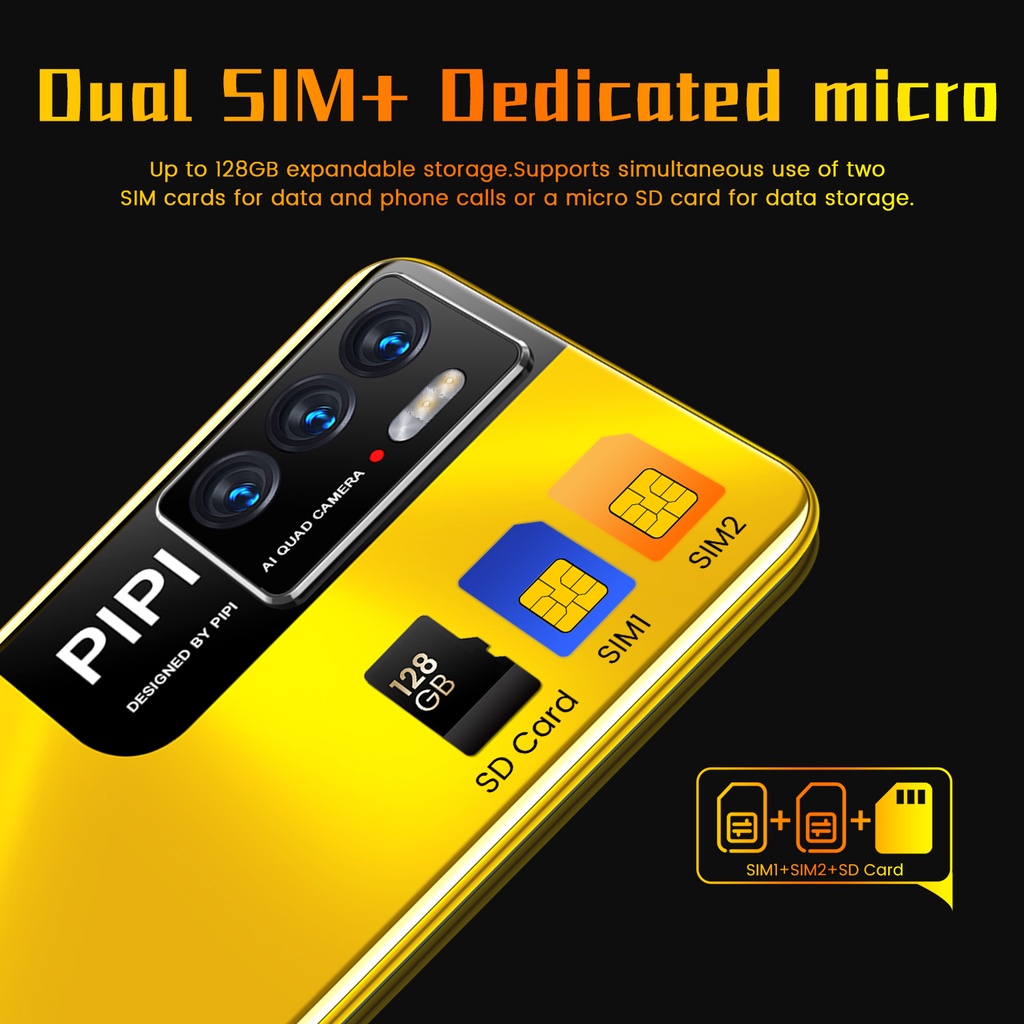 Dual SIM+ Dedicated micro
Up to 128GB expandable storage.Supports simultaneous use of two
SIM cards for data and phone calls or a micro SD card for data storage.
AI QUAD CAMERA
PIPI
DESIGNED BY PIPI
SIM2
SIM1
128
GB
SD Card
SIM1+SIM2+SD Card